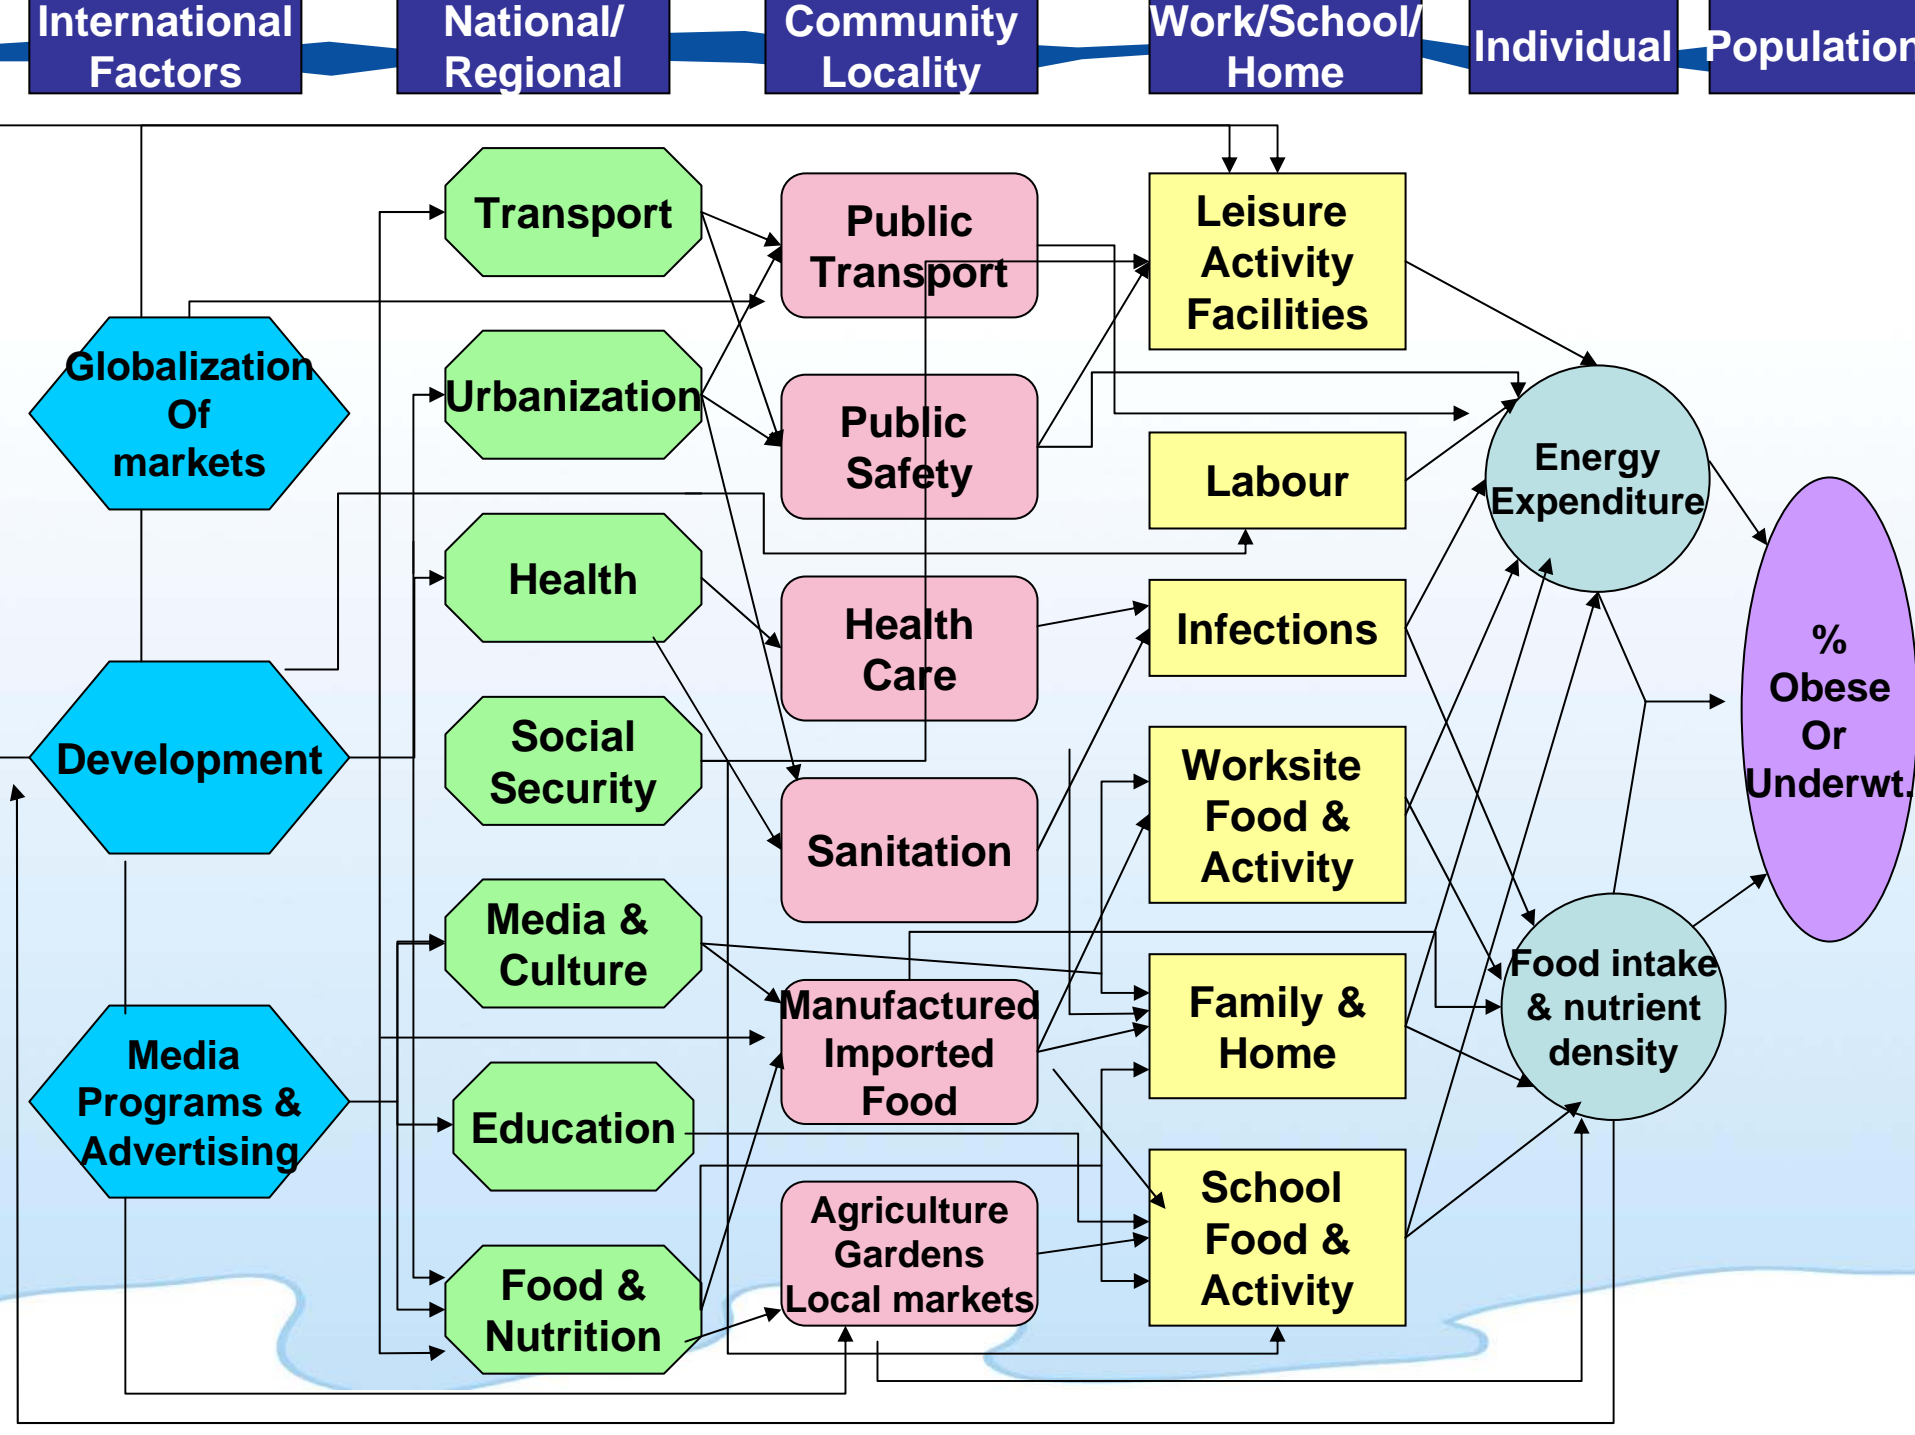 International
Factors
National/
Regional
Community
Locality
Work/School/
Home
Individual
Population
Globalization
Of
markets
Development
Media
Programs &
Advertising
Transport
Urbanization
Health
Social
Security
Media &
Culture
Education
Food &
Nutrition
Public
Transport
Public
Safety
Health
Care
Sanitation
Manufactured
Imported
Food
Agriculture
Gardens
Local markets
Leisure
Activity
Facilities
Labour
Infections
Worksite
Food &
Activity
Family &
Home
School
Food &
Activity
Energy
Expenditure
Food intake
& nutrient
density
%
Obese
Or
Underwt.